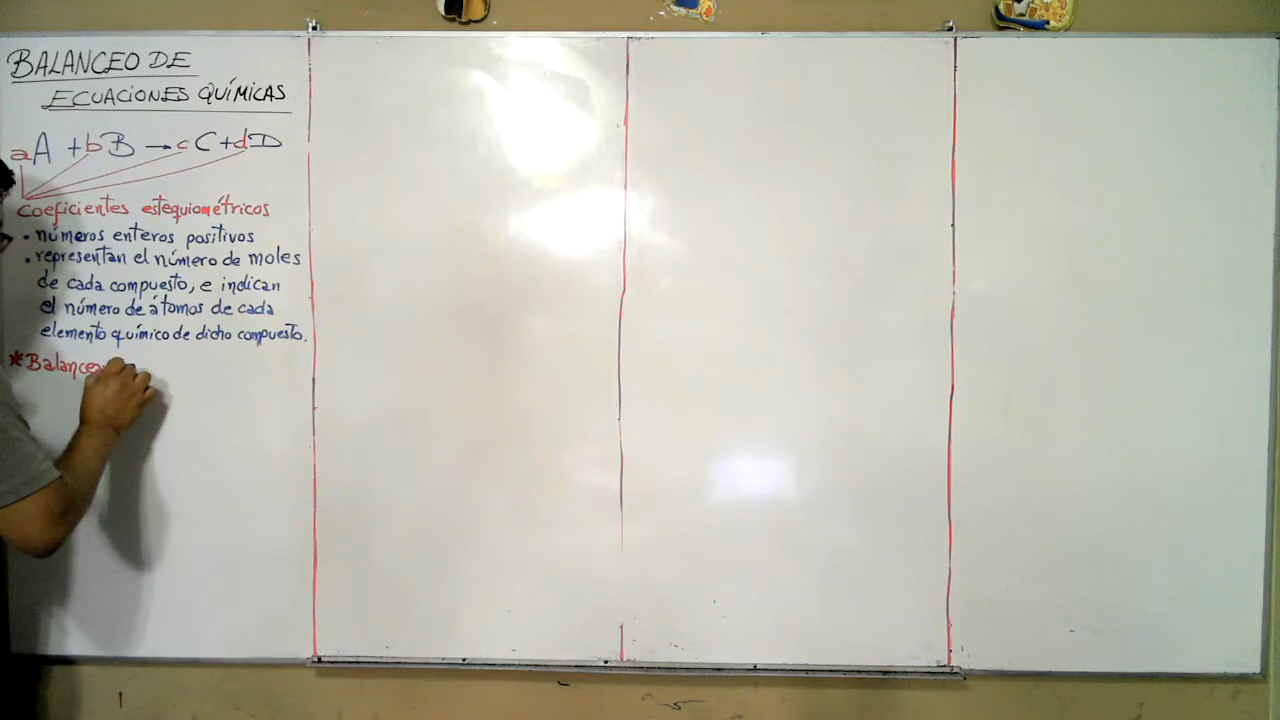 BALANCEO DE
ECUACIONES QUÍMICAS
aA + bB → cC + dD
Coeficientes estequiométricos
• números enteros positivos
• representan el número de moles
de cada compuesto, e indican
el número de átomos de cada
elemento químico de dicho compuesto.